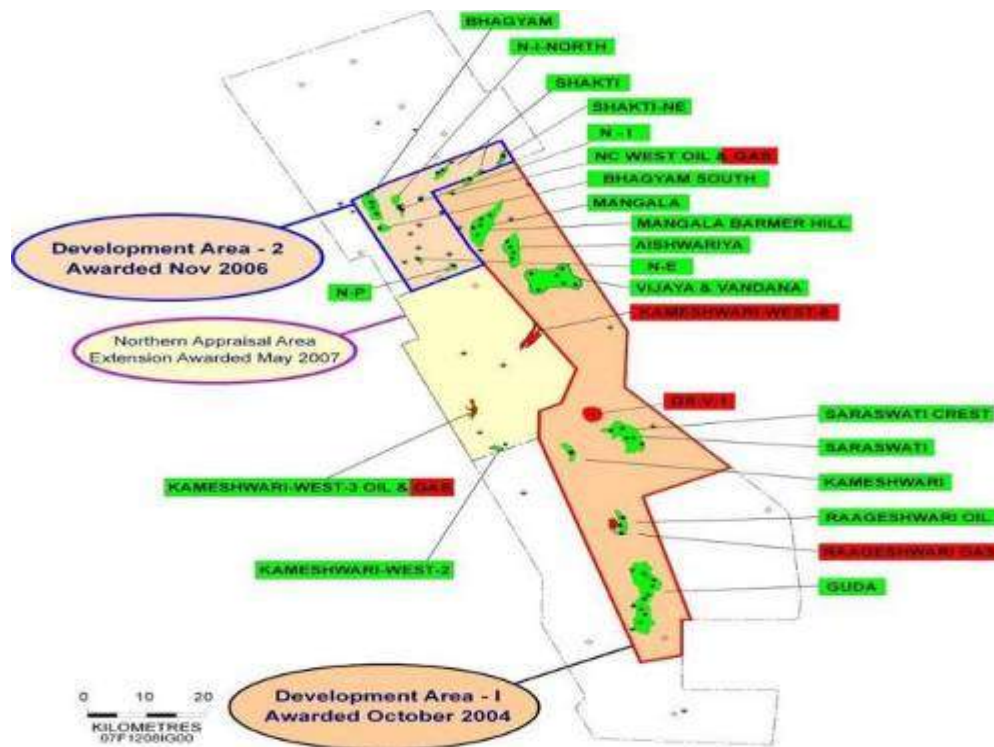 BHAGYAM
N-I-NORTH
SHAKTI
SHAKTI-NE
N - I
NC WEST OIL & GAS
BHAGYAM SOUTH
MANGALA
MANGALA BARMER HILL
AISHWARIYA
N-E
VIJAYA & VANDANA
KAMESHWARI-WEST-6
Development Area - 2
Awarded Nov 2006
N-P
Northern Appraisal Area
Extension Awarded May 2007
SARASWATI CREST
SARASWATI
KAMESHWARI
KAMESHWARI-WEST-3 OIL & GAS
RAAGESHWARI OIL
RAAGESHWARI GAS
KAMESHWARI-WEST-2
GUDA
Development Area - I
Awarded October 2004
0 10 20
KILOMETRES